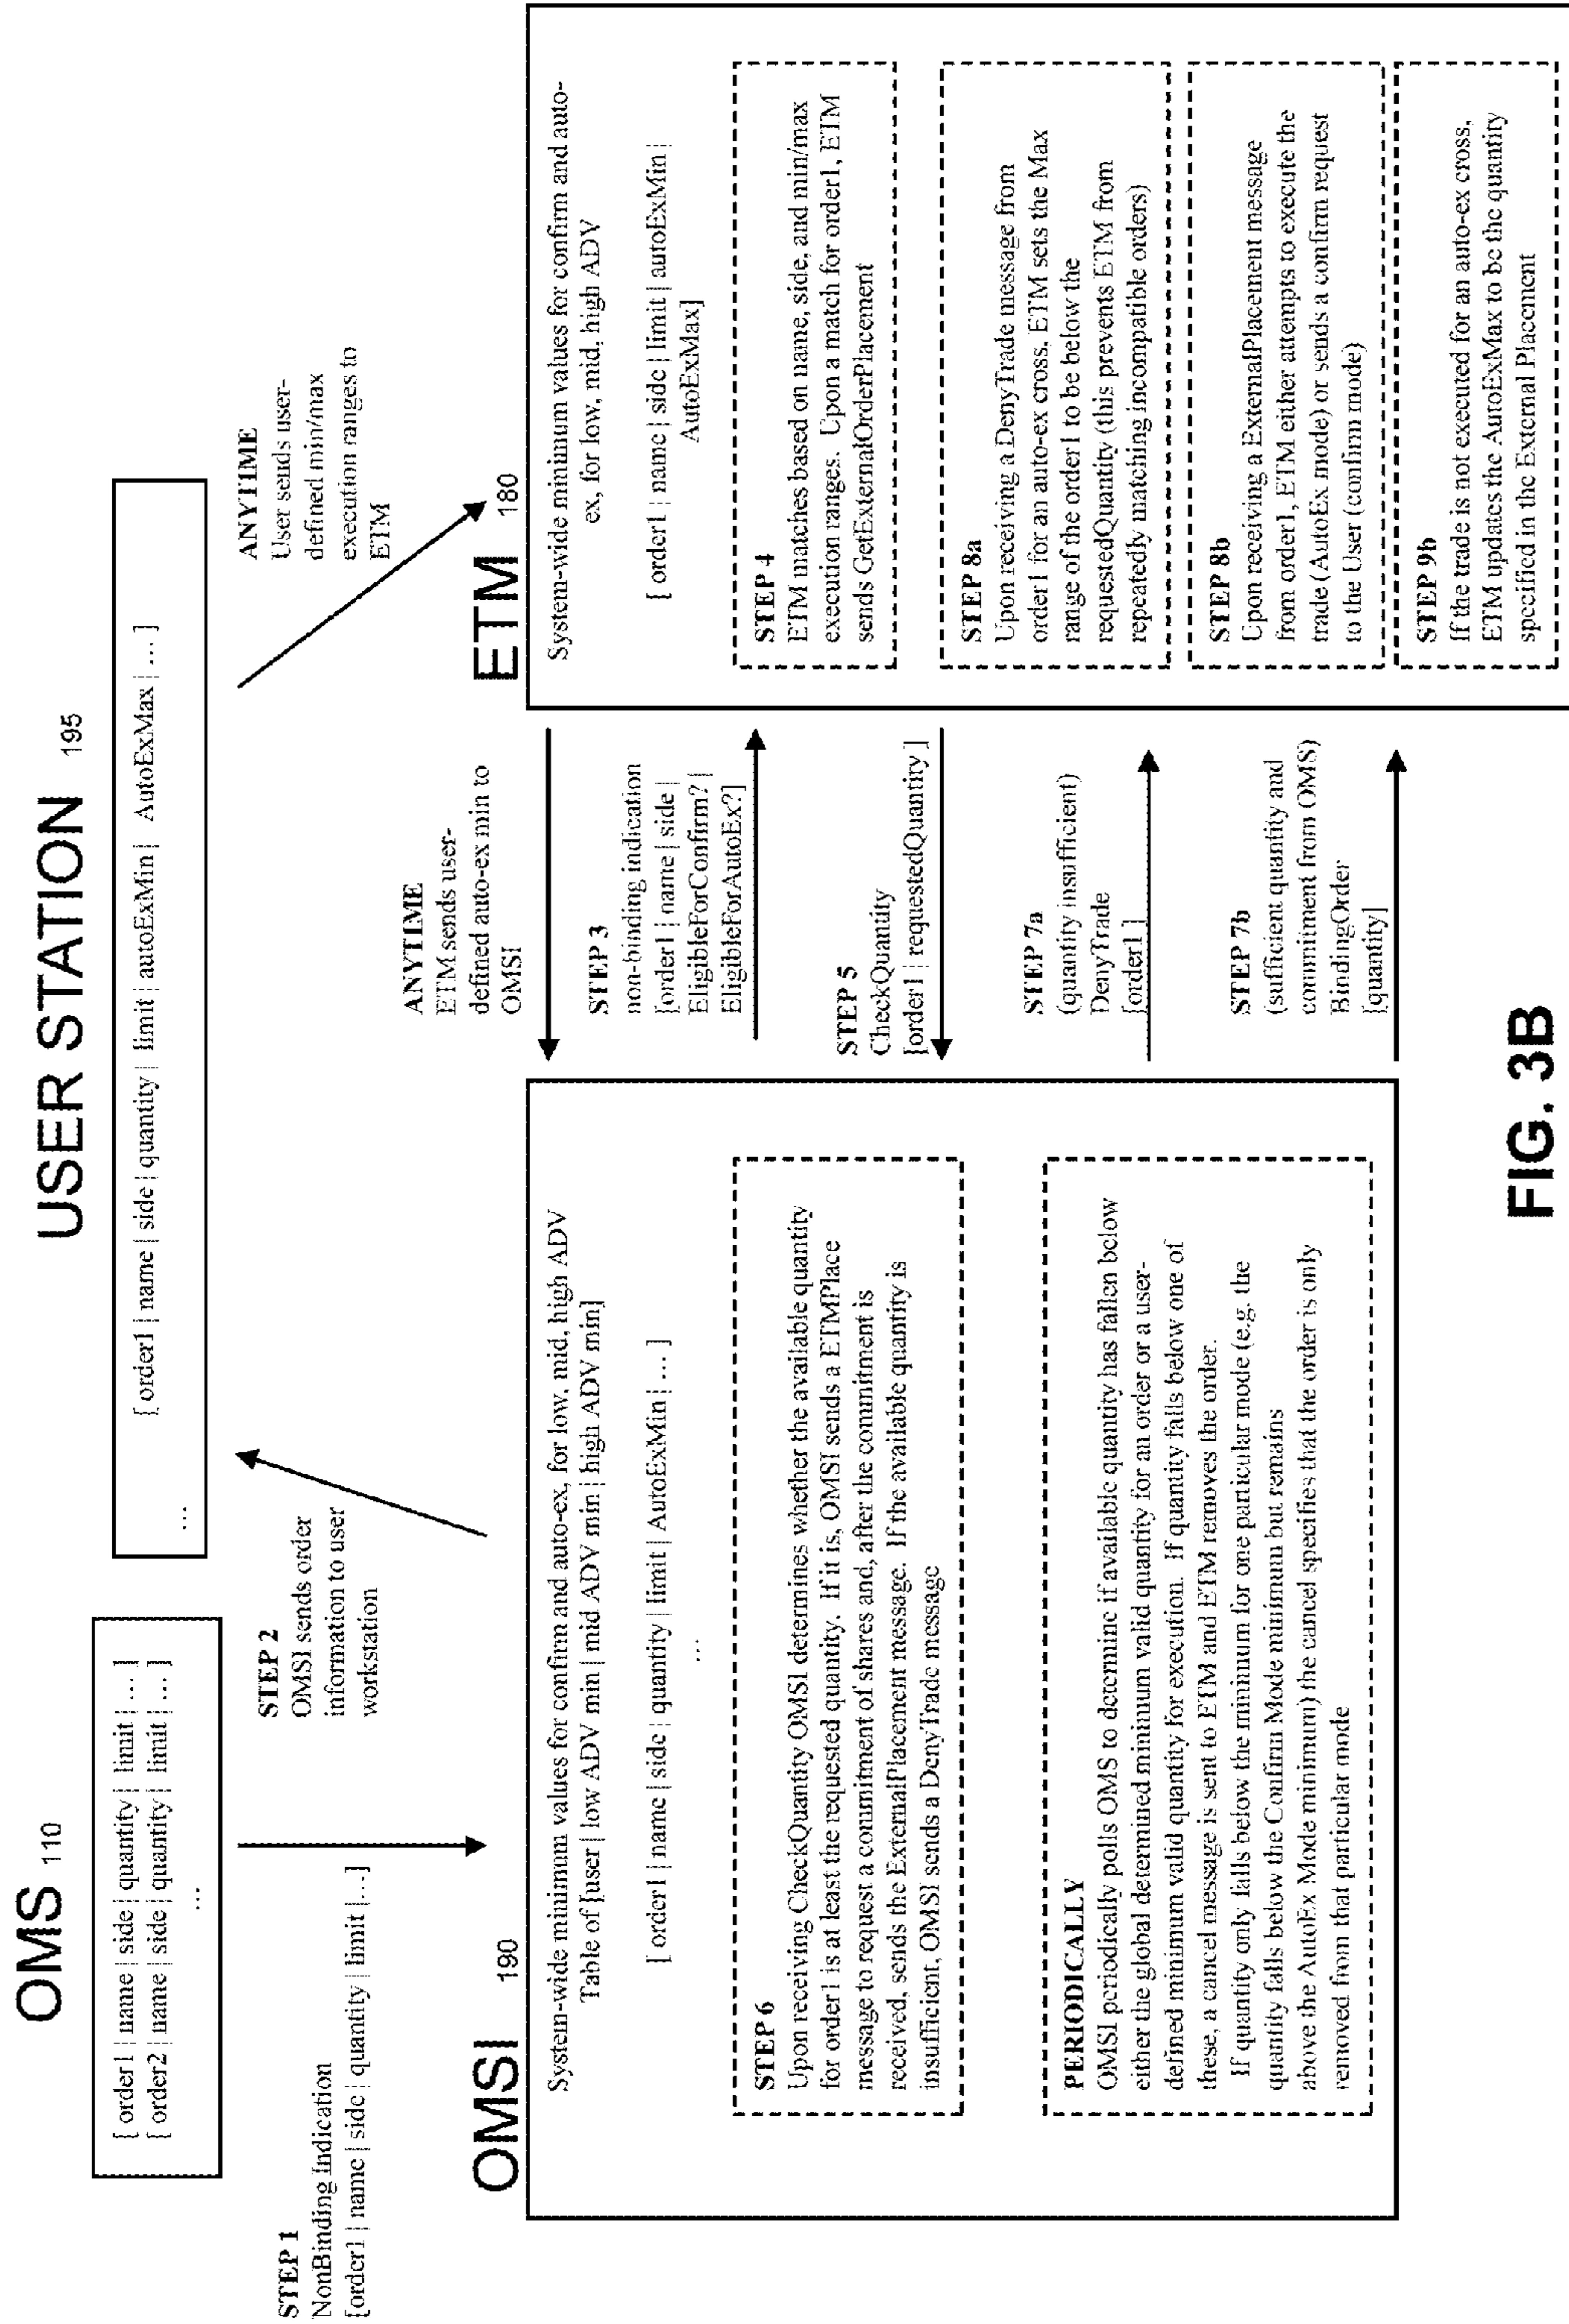 OMS 110
[ order1 | name | side | quantity | limit | …]
[ order2 | name | side | quantity | limit | …]
…
USER STATION 195
[ order1 | name | side | quantity | limit | autoExMin | AutoExMax | …]
…
STEP 1
NonBinding Indication
[order1 | name | side | quantity | limit |…]
STEP 2
OMSI sends order
information to user
workstation
ANYTIME
User sends user-
defined min/max
execution ranges to
ETM
OMSI 190
System-wide minimum values for confirm and auto-ex, for low, mid, high ADV
Table of [user | low ADV min | mid ADV min | high ADV min]
[ order1 | name | side | quantity | limit | AutoExMin | … ]
…
STEP 6
Upon receiving CheckQuantity OMSI determines whether the available quantity
for order1 is at least the requested quantity. If it is, OMSI sends a ETMPlace
message to request a commitment of shares and, after the commitment is
received, sends the ExternalPlacement message. If the available quantity is
insufficient, OMSI sends a DenyTrade message
PERIODICALLY
OMSI periodically polls OMS to determine if available quantity has fallen below
either the global determined minimum valid quantity for an order or a user-
defined minimum valid quantity for execution. If quantity falls below one of
these, a cancel message is sent to ETM and ETM removes the order.
If quantity only falls below the minimum for one particular mode (e.g. the
quantity falls below the Confirm Mode minimum but remains
above the AutoEx Mode minimum) the cancel specifies that the order is only
removed from that particular mode
ANYTIME
ETM sends user-
defined auto-ex min to
OMSI
STEP 3
non-binding indication
[order1 | name | side |
EligibleForConfirm? |
EligibleForAutoEx?]
STEP 5
CheckQuantity
[order1 | requestedQuantity ]
STEP 7a
(quantity insufficient)
DenyTrade
[order1 ]
STEP 7b
(sufficient quantity and
commitment from OMS)
BindingOrder
[quantity]
ETM 180
System-wide minimum values for confirm and auto-
ex, for low, mid, high ADV
[ order1 | name | side | limit | autoExMin |
AutoExMax]
STEP 4
ETM matches based on name, side, and min/max
execution ranges. Upon a match for order1, ETM
sends GetExternalOrderPlacement
STEP 8a
Upon receiving a DenyTrade message from
order1 for an auto-ex cross, ETM sets the Max
range of the order1 to be below the
requestedQuantity (this prevents ETM from
repeatedly matching incompatible orders)
STEP 8b
Upon receiving a ExternalPlacement message
from order1, ETM either attempts to execute the
trade (AutoEx mode) or sends a confirm request
to the User (confirm mode)
STEP 9b
If the trade is not executed for an auto-ex cross,
ETM updates the AutoExMax to be the quantity
specified in the External Placement
FIG. 3B